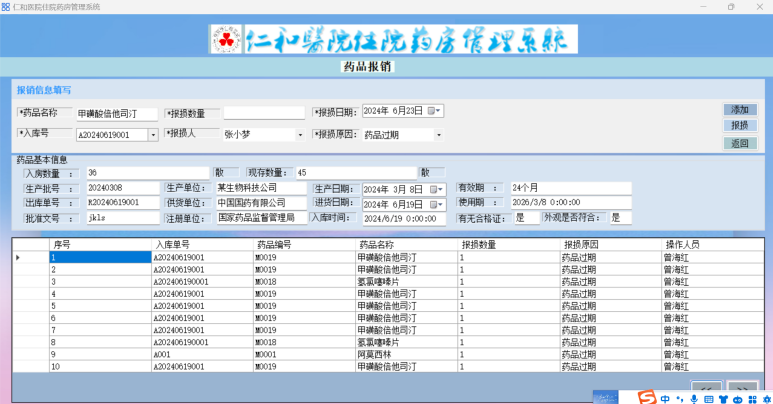 仁和医院住院药房管理系统
仁和醫院住院药房管理系統
药品报销
报销信息填写
*药品名称 甲磺酸倍他司汀 *报损数量 *报损日期: 2024年 6月23日 添加
*入库号 A20240619001 *报损人 张小梦 *报损原因: 药品过期 报损
返回
药品基本信息
入房数量 : 36 散 现存数量: 45 散
生产批号 : 20240308 生产单位: 某生物科技公司 生产日期: 2024年 3月 8日 有效期 : 24个月
出库单号 : R20240619001 供货单位: 中国医药有限公司 进货日期: 2024年 6月19日 使用期 : 2026/3/8 0:00:00
批准文号 : jkls 注册单位: 国家药品监督管理局 入库时间: 2024/6/19 0:00:00 有无合格证: 是 外观是否符合: 是
序号 入库单号 药品编号 药品名称 报损数量 报损原因 操作人员
1 A20240619001 M0019 甲磺酸倍他司汀 1 药品过期 曾海红
2 A20240619001 M0019 甲磺酸倍他司汀 1 药品过期 曾海红
3 A202406190001 M0018 氢氯噻嗪片 1 药品过期 曾海红
4 A20240619001 M0019 甲磺酸倍他司汀 1 药品过期 曾海红
5 A20240619001 M0019 甲磺酸倍他司汀 1 药品过期 曾海红
6 A20240619001 M0019 甲磺酸倍他司汀 1 药品过期 曾海红
7 A20240619001 M0019 甲磺酸倍他司汀 1 药品过期 曾海红
8 A202406190001 M0018 氢氯噻嗪片 1 药品过期 曾海红
9 A001 M0001 阿莫西林 1 药品过期 曾海红
10 A20240619001 M0019 甲磺酸倍他司汀 1 药品过期 曾海红
<< >>
中